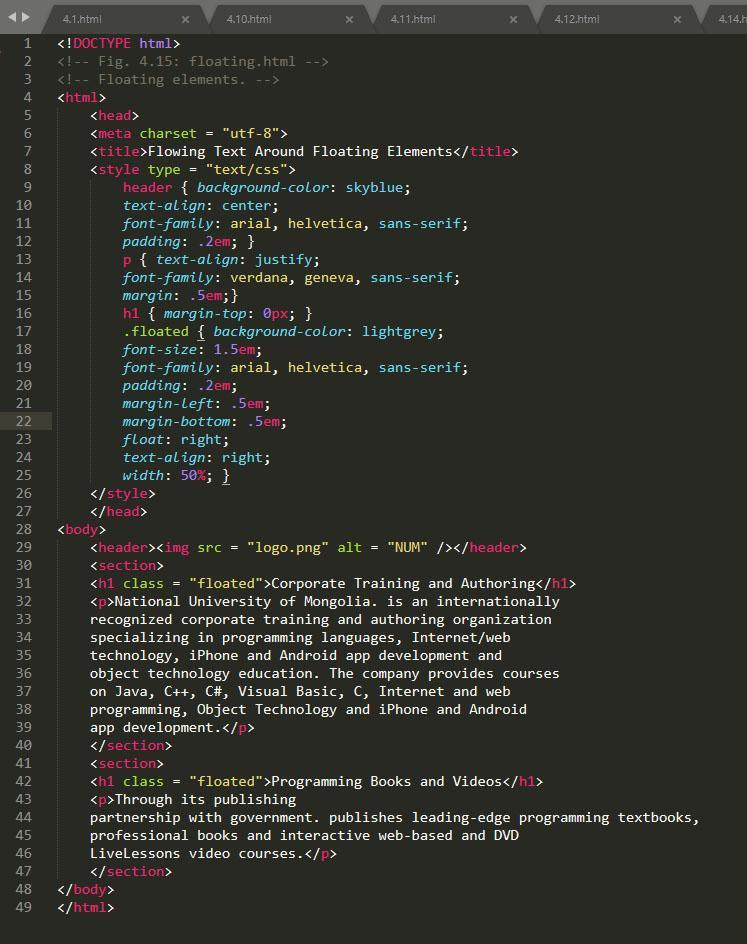 4.1.html × 4.10.html × 4.11.html × 4.12.html × 4.14.h
1 <!DOCTYPE html>
2 <!-- Fig. 4.15: floating.html -->
3 <!-- Floating elements. -->
4 <html>
5 <head>
6 <meta charset = "utf-8">
7 <title>Flowing Text Around Floating Elements</title>
8 <style type = "text/css">
9 header { background-color: skyblue;
10 text-align: center;
11 font-family: arial, helvetica, sans-serif;
12 padding: .2em; }
13 p { text-align: justify;
14 font-family: verdana, geneva, sans-serif;
15 margin: .5em;}
16 h1 { margin-top: 0px; }
17 .floated { background-color: lightgrey;
18 font-size: 1.5em;
19 font-family: arial, helvetica, sans-serif;
20 padding: .2em;
21 margin-left: .5em;
22 margin-bottom: .5em;
23 float: right;
24 text-align: right;
25 width: 50%; }
26 </style>
27 </head>
28 <body>
29 <header><img src = "logo.png" alt = "NUM" /></header>
30 <section>
31 <h1 class = "floated">Corporate Training and Authoring</h1>
32 <p>National University of Mongolia. is an internationally
33 recognized corporate training and authoring organization
34 specializing in programming languages, Internet/web
35 technology, iPhone and Android app development and
36 object technology education. The company provides courses
37 on Java, C++, C#, Visual Basic, C, Internet and web
38 programming, Object Technology and iPhone and Android
39 app development.</p>
40 </section>
41 <section>
42 <h1 class = "floated">Programming Books and Videos</h1>
43 <p>Through its publishing
44 partnership with government. publishes leading-edge programming textbooks,
45 professional books and interactive web-based and DVD
46 LiveLessons video courses.</p>
47 </section>
48 </body>
49 </html>